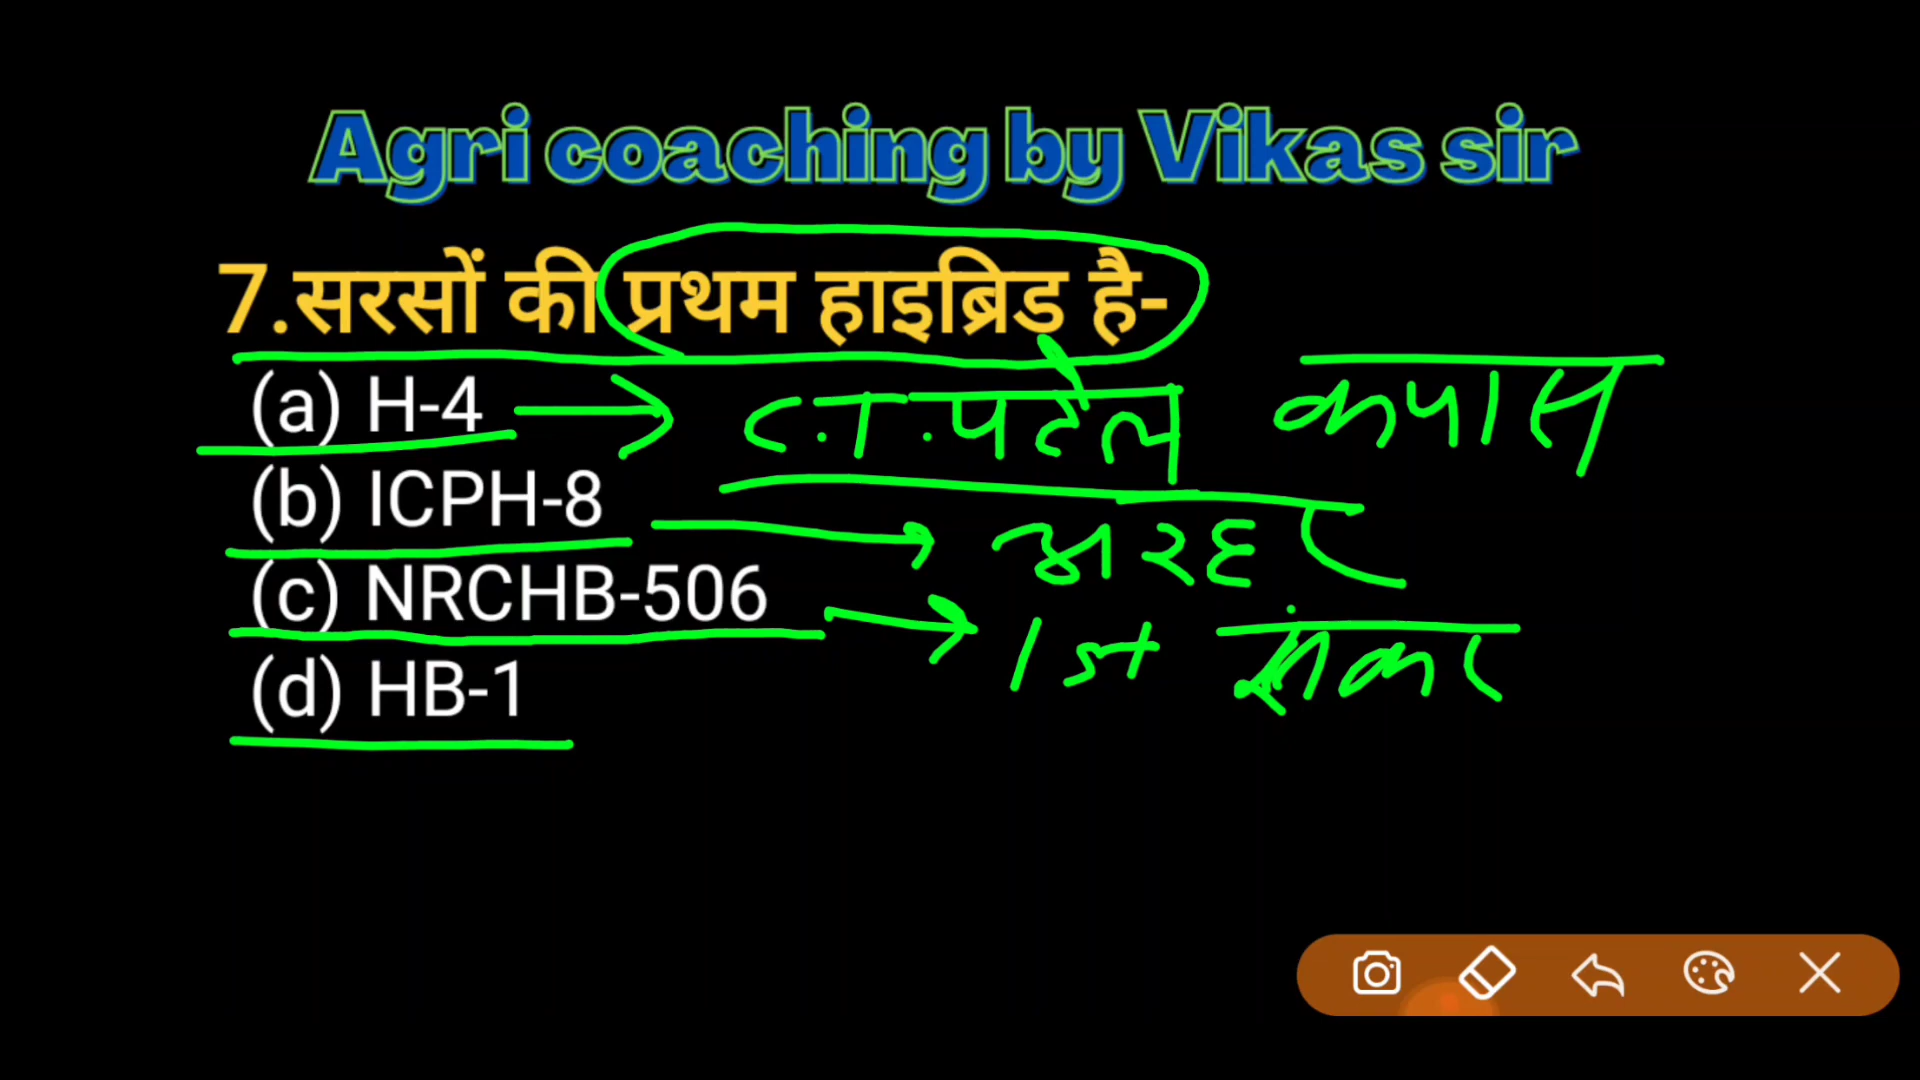 Agri coaching by Vikas sir
7.सरसों की प्रथम हाइब्रिड है-
(a) H-4 पटेल कपास
(b) ICPH-8 अरहर
(c) NRCHB-506 1st संकर
(d) HB-1